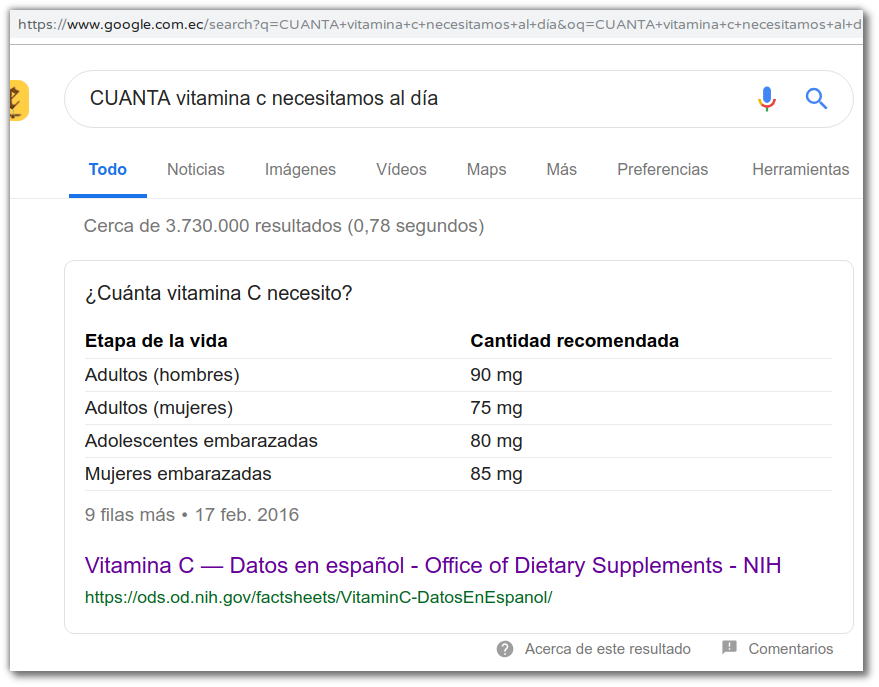 https://www.google.com.ec/search?q=CUANTA+vitamina+c+necesitamos+al+día&oq=CUANTA+vitamina+c+necesitamos+al+d
CUANTA vitamina c necesitamos al día
Todo Noticias Imágenes Vídeos Maps Más Preferencias Herramientas
Cerca de 3.730.000 resultados (0,78 segundos)
¿Cuánta vitamina C necesito?
Etapa de la vida Cantidad recomendada
Adultos (hombres) 90 mg
Adultos (mujeres) 75 mg
Adolescentes embarazadas 80 mg
Mujeres embarazadas 85 mg
9 filas más • 17 feb. 2016
Vitamina C — Datos en español - Office of Dietary Supplements - NIH
https://ods.od.nih.gov/factsheets/VitaminC-DatosEnEspanol/
Acerca de este resultado Comentarios